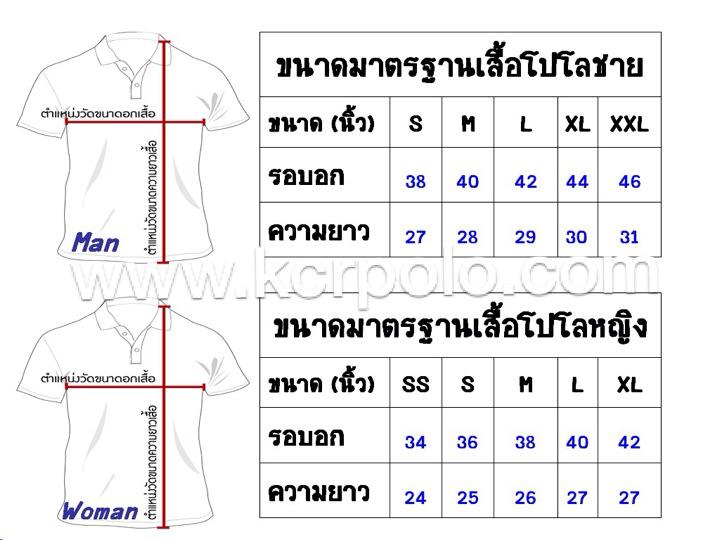 ตำแหน่งวัดขนาดอกเสื้อ
ตำแหน่งวัดขนาดความยาวเสื้อ
Man
ขนาดมาตรฐานเสื้อโปโลชาย
ขนาด (นิ้ว) S M L XL XXL
รอบอก 38 40 42 44 46
ความยาว 27 28 29 30 31
www.kcrpolo.com
ตำแหน่งวัดขนาดอกเสื้อ
ตำแหน่งวัดขนาดความยาวเสื้อ
Woman
ขนาดมาตรฐานเสื้อโปโลหญิง
ขนาด (นิ้ว) SS S M L XL
รอบอก 34 36 38 40 42
ความยาว 24 25 26 27 27